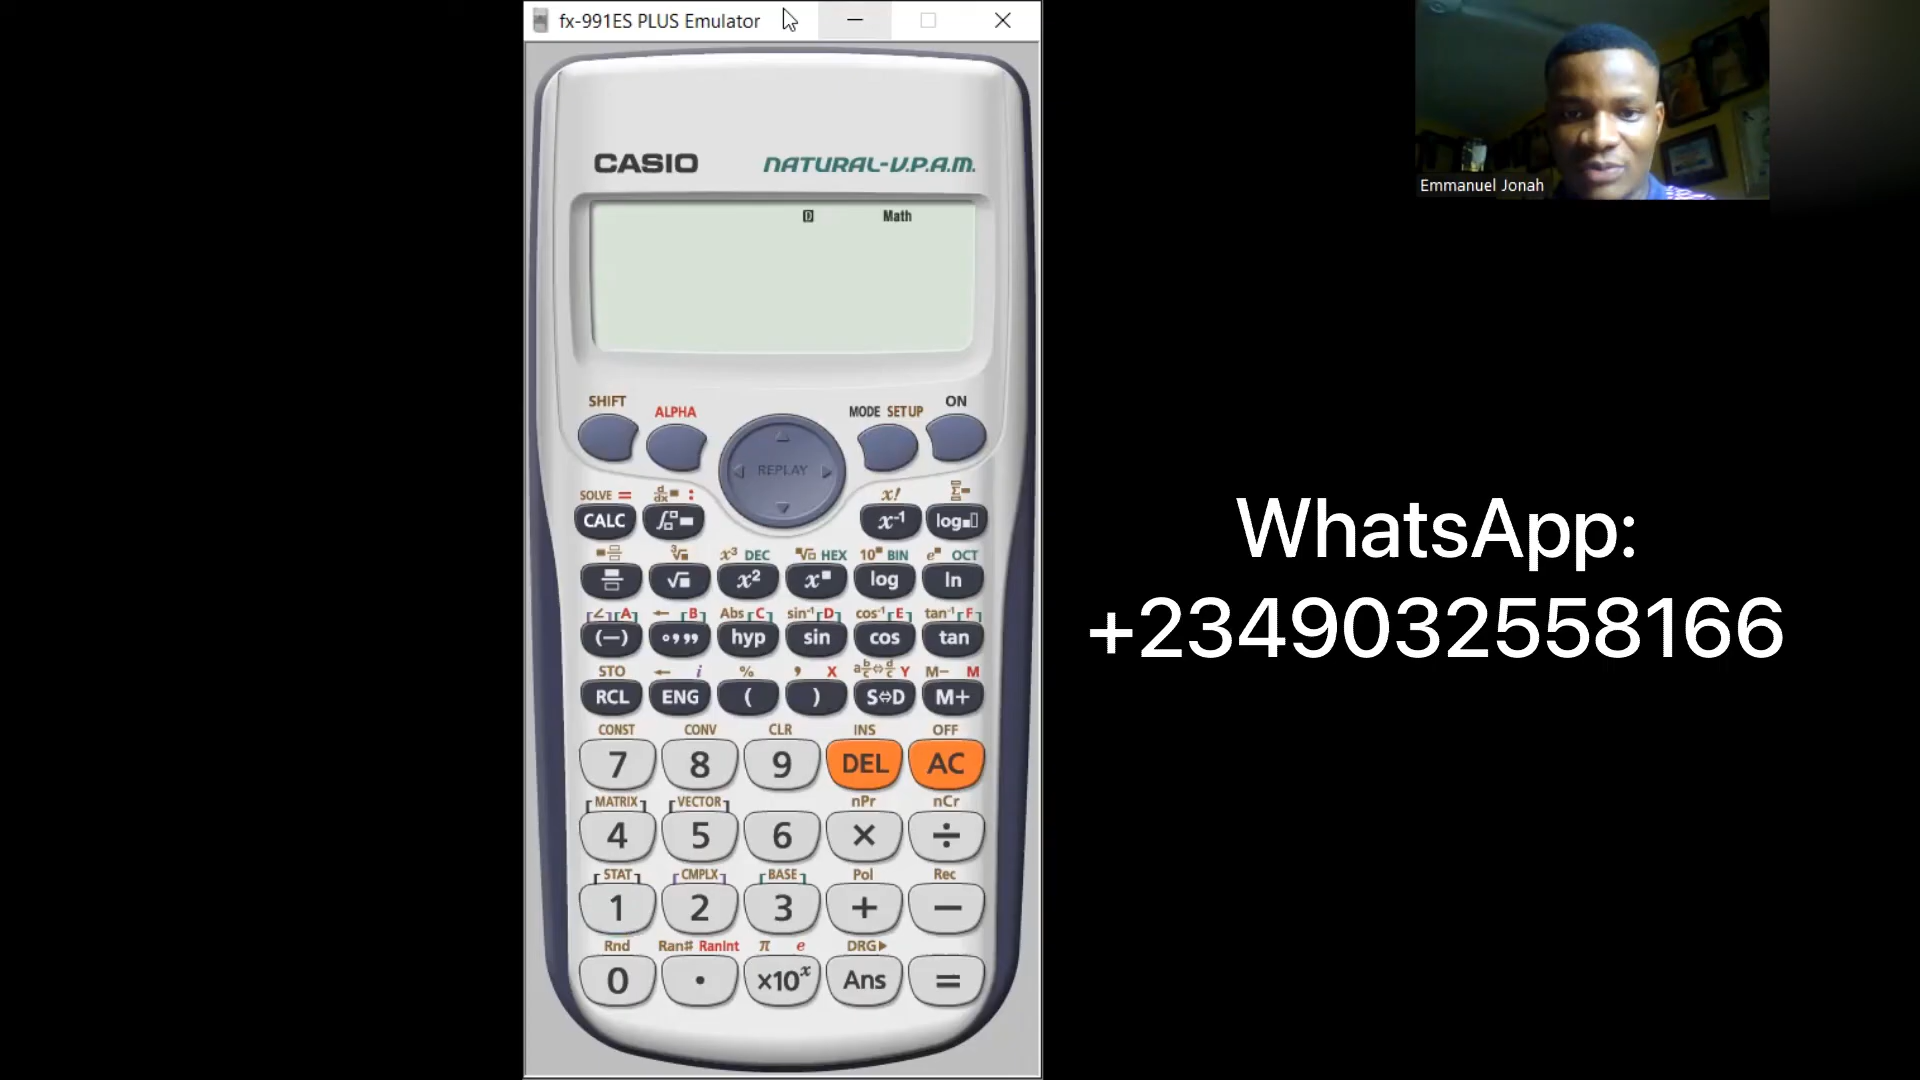 fx-991ES PLUS Emulator
CASIO
NATURAL-V.P.A.M.
D Math
SHIFT
ALPHA
MODE SETUP
ON
REPLAY
SOLVE =
d/dx :
x!
Σ
CALC
∫
x⁻¹
log
³√
x³ DEC
√ HEX
10 BIN
e OCT
√
x²
x
log
ln
∠ A
← B
Abs C
sin⁻¹ D
cos⁻¹ E
tan⁻¹ F
(−)
° ’ ”
hyp
sin
cos
tan
STO
← i
%
, X
a b/c ⇔ d/c Y
M− M
RCL
ENG
(
)
S⇔D
M+
CONST
CONV
CLR
INS
OFF
7
8
9
DEL
AC
MATRIX
VECTOR
nPr
nCr
4
5
6
×
÷
STAT
CMPLX
BASE
Pol
Rec
1
2
3
+
−
Rnd
Ran# RanInt
π e
DRG▶
0
.
×10ˣ
Ans
=
Emmanuel Jonah
WhatsApp:
+2349032558166